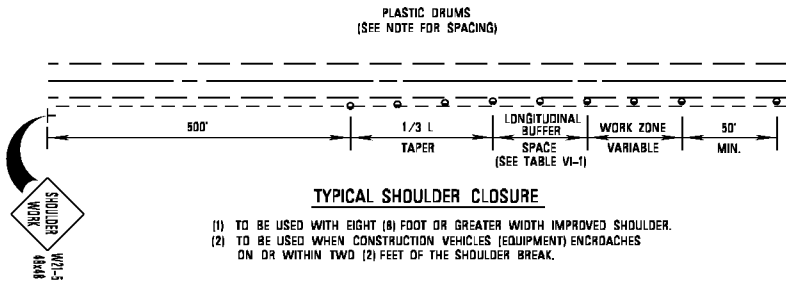 PLASTIC DRUMS
(SEE NOTE FOR SPACING)
500'
1/3 L
TAPER
LONGITUDINAL
BUFFER
SPACE
(SEE TABLE VI-1)
WORK ZONE
VARIABLE
50'
MIN.
SHOULDER
WORK
W21-5
48x48
TYPICAL SHOULDER CLOSURE
(1) TO BE USED WITH EIGHT (8) FOOT OR GREATER WIDTH IMPROVED SHOULDER.
(2) TO BE USED WHEN CONSTRUCTION VEHICLES (EQUIPMENT) ENCROACHES
ON OR WITHIN TWO (2) FEET OF THE SHOULDER BREAK.